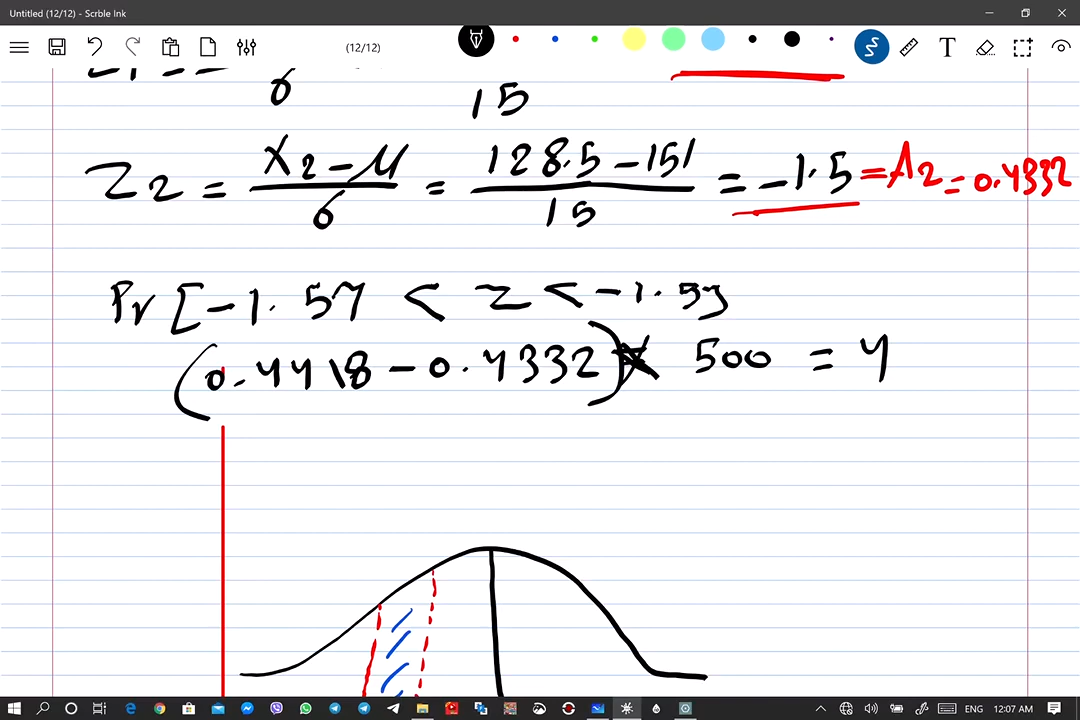 Untitled (12/12) - Scrble Ink
(12/12)
σ 15
Z2 = X2 - μ / σ = 128.5 - 151 / 15 = -1.5 = A2 = 0.4332
Pr [-1.57 < Z < -1.5]
(0.4418 - 0.4332) * 500 = 4
ENG 12:07 AM